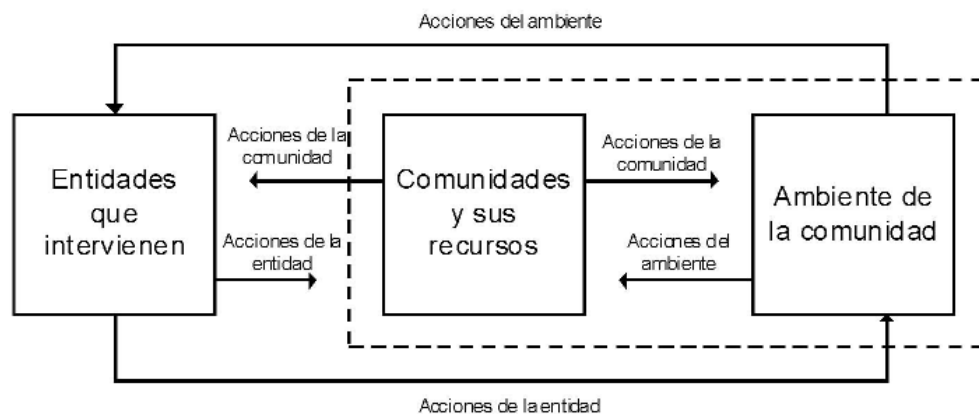 Acciones del ambiente
Entidades
que
intervienen
Acciones de la
comunidad
Acciones de la
entidad
Comunidades
y sus
recursos
Acciones de la
comunidad
Acciones del
ambiente
Ambiente de
la comunidad
Acciones de la entidad